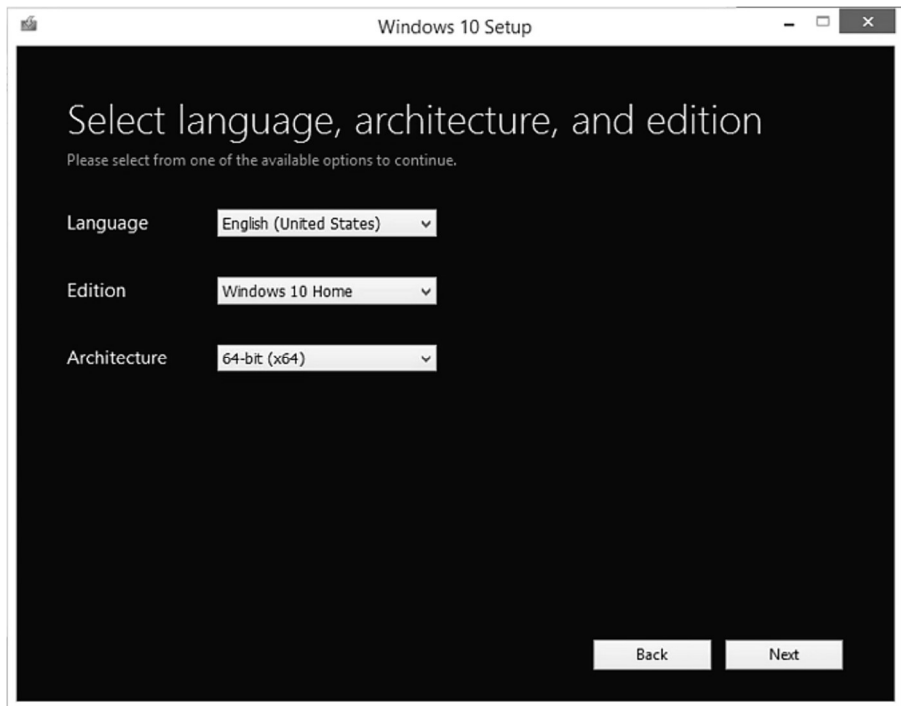 Windows 10 Setup
Select language, architecture, and edition
Please select from one of the available options to continue.
Language English (United States)
Edition Windows 10 Home
Architecture 64-bit (x64)
Back Next